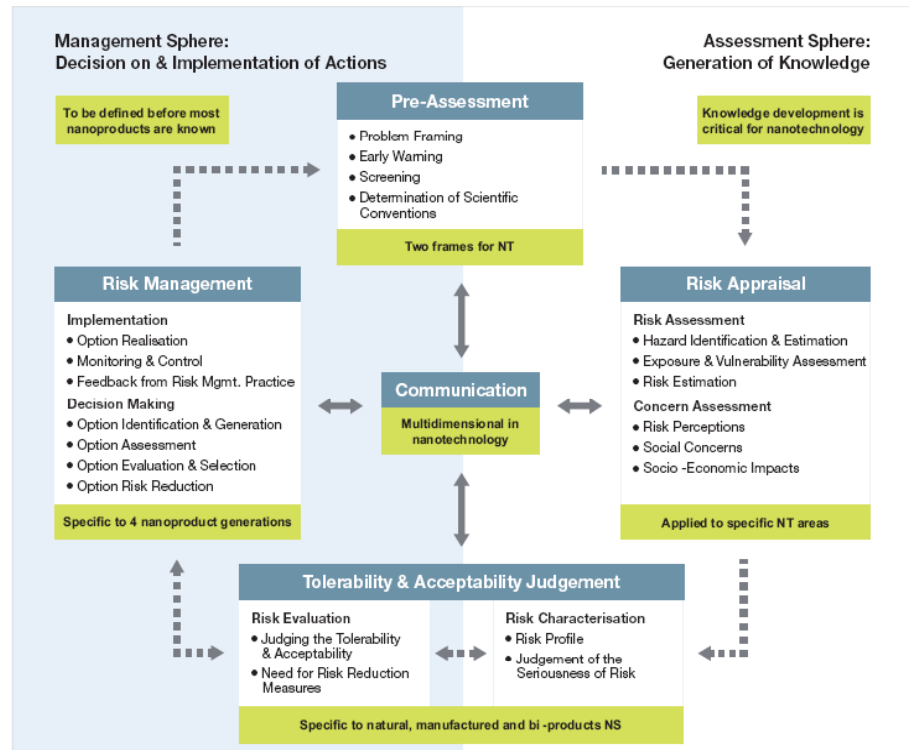 Management Sphere:
Decision on & Implementation of Actions
Assessment Sphere:
Generation of Knowledge
To be defined before most
nanoproducts are known
Pre-Assessment
• Problem Framing
• Early Warning
• Screening
• Determination of Scientific
Conventions
Two frames for NT
Knowledge development is
critical for nanotechnology
Risk Management
Implementation
• Option Realisation
• Monitoring & Control
• Feedback from Risk Mgmt. Practice
Decision Making
• Option Identification & Generation
• Option Assessment
• Option Evaluation & Selection
• Option Risk Reduction
Specific to 4 nanoproduct generations
Communication
Multidimensional in
nanotechnology
Risk Appraisal
Risk Assessment
• Hazard Identification & Estimation
• Exposure & Vulnerability Assessment
• Risk Estimation
Concern Assessment
• Risk Perceptions
• Social Concerns
• Socio -Economic Impacts
Applied to specific NT areas
Tolerability & Acceptability Judgement
Risk Evaluation
• Judging the Tolerability
& Acceptability
• Need for Risk Reduction
Measures
Risk Characterisation
• Risk Profile
• Judgement of the
Seriousness of Risk
Specific to natural, manufactured and bi -products NS